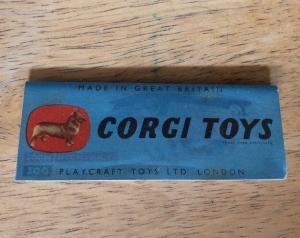 MADE IN GREAT BRITAIN
CORGI TOYS
PLAYCRAFT TOYS LTD LONDON